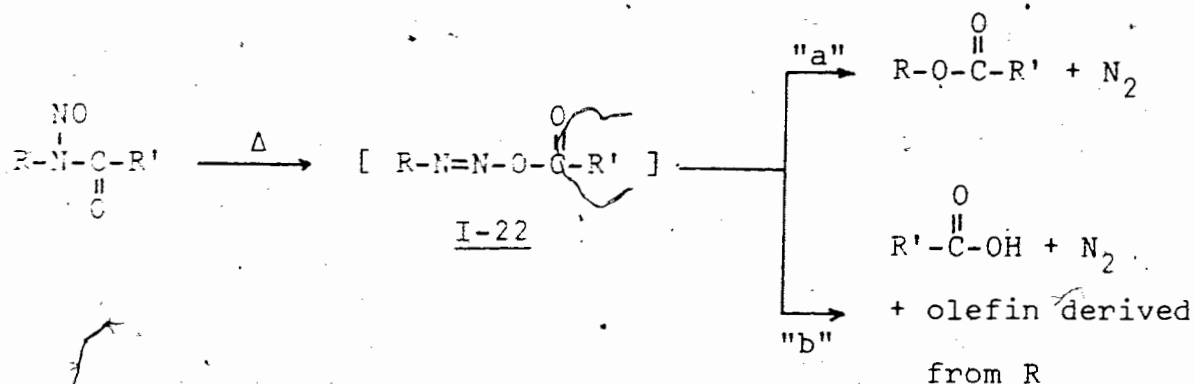 O
||
"a" R-O-C-R' + N2
NO O
Δ ||
R-N-C-R' [ R-N=N-O-C-R' ]
||
O
I-22
O
||
R'-C-OH + N2
+ olefin derived
"b"
from R